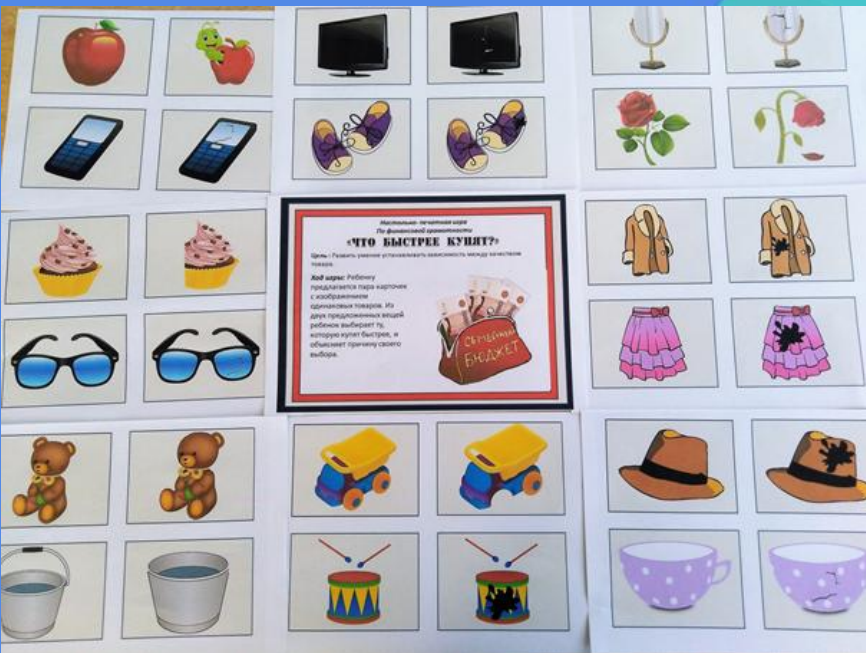 Настольно- печатная игра
По финансовой грамотности
«ЧТО БЫСТРЕЕ КУПЯТ?»
Цель : Развить умение устанавливать зависимость между качеством
товара.
Ход игры: Ребенку
предлагается пара карточек
с изображением
одинаковых товаров. Из
двух предложенных вещей
ребенок выбирает ту,
которую купят быстрее, и
объясняет причину своего
выбора.
СЕМЕЙНЫЙ
БЮДЖЕТ